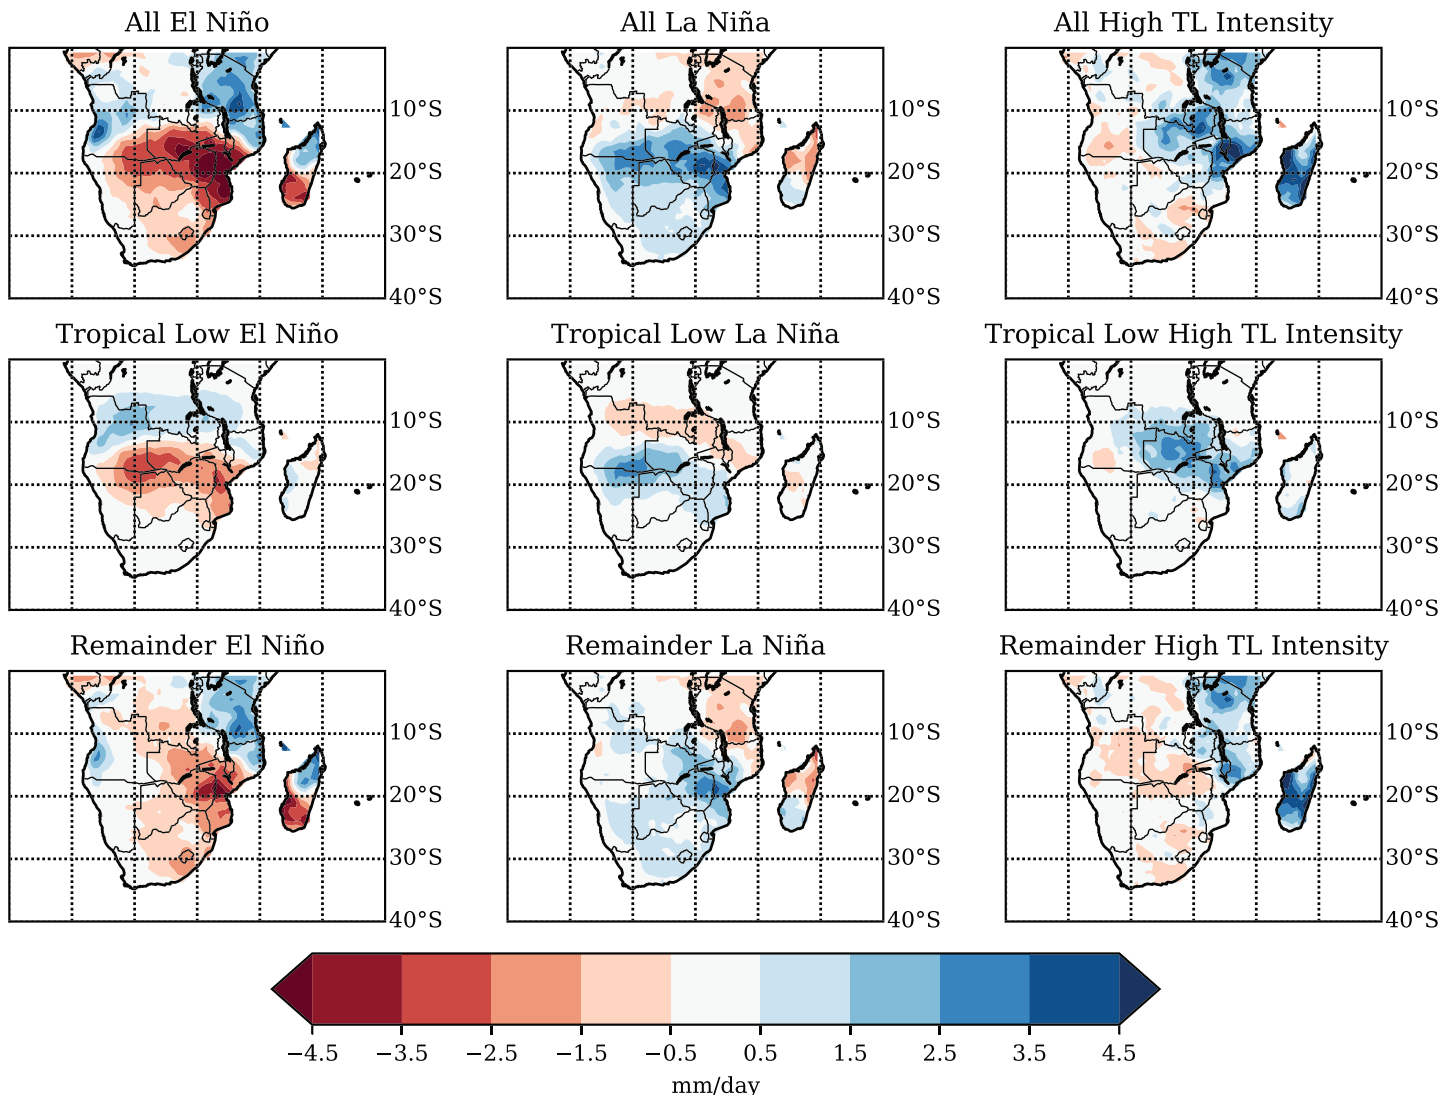 All El Niño
All La Niña
All High TL Intensity
10°S
20°S
30°S
40°S
10°S
20°S
30°S
40°S
10°S
20°S
30°S
40°S
Tropical Low El Niño
Tropical Low La Niña
Tropical Low High TL Intensity
10°S
20°S
30°S
40°S
10°S
20°S
30°S
40°S
10°S
20°S
30°S
40°S
Remainder El Niño
Remainder La Niña
Remainder High TL Intensity
10°S
20°S
30°S
40°S
10°S
20°S
30°S
40°S
10°S
20°S
30°S
40°S
−4.5 −3.5 −2.5 −1.5 −0.5 0.5 1.5 2.5 3.5 4.5
mm/day